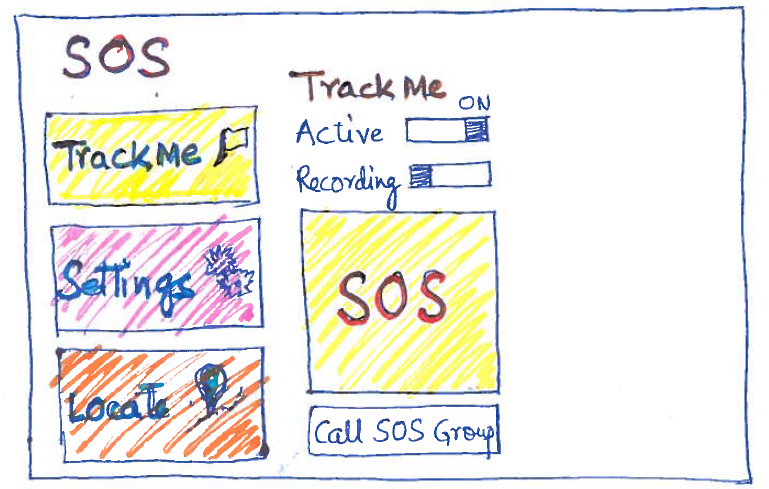 SOS
TrackMe
Settings
Locate
Track Me
ON
Active
Recording
SOS
Call SOS Group